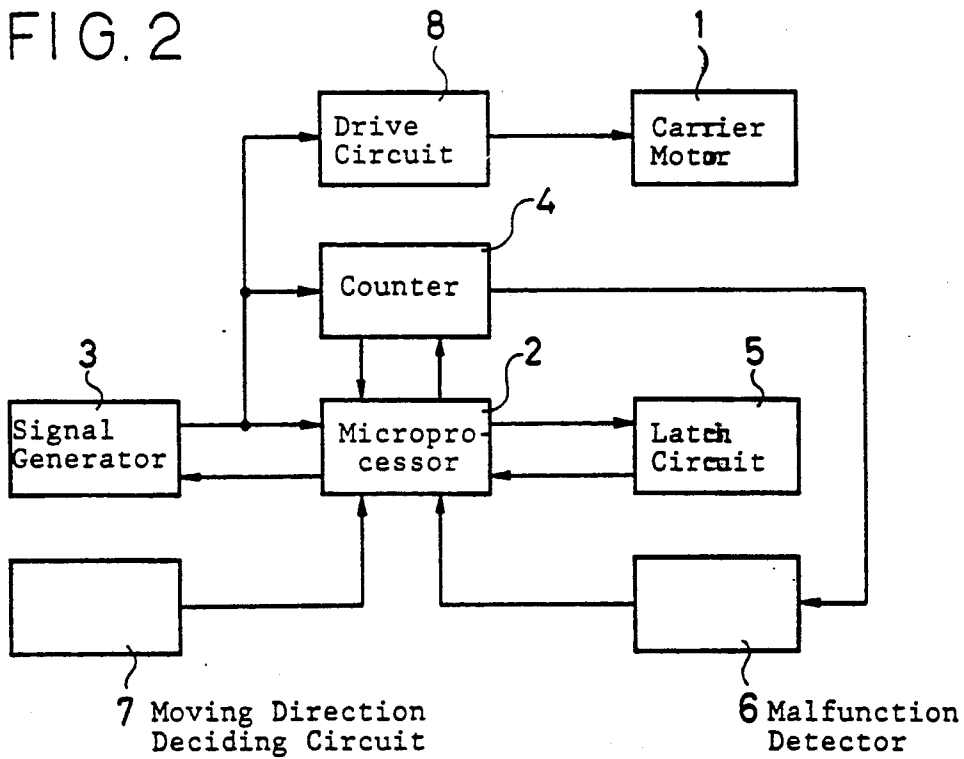 FIG. 2
8
1
Drive
Circuit
Carrier
Motor
4
Counter
3
2
5
Signal
Generator
Micropro-
cessor
Latch
Circuit
7 Moving Direction
Deciding Circuit
6 Malfunction
Detector